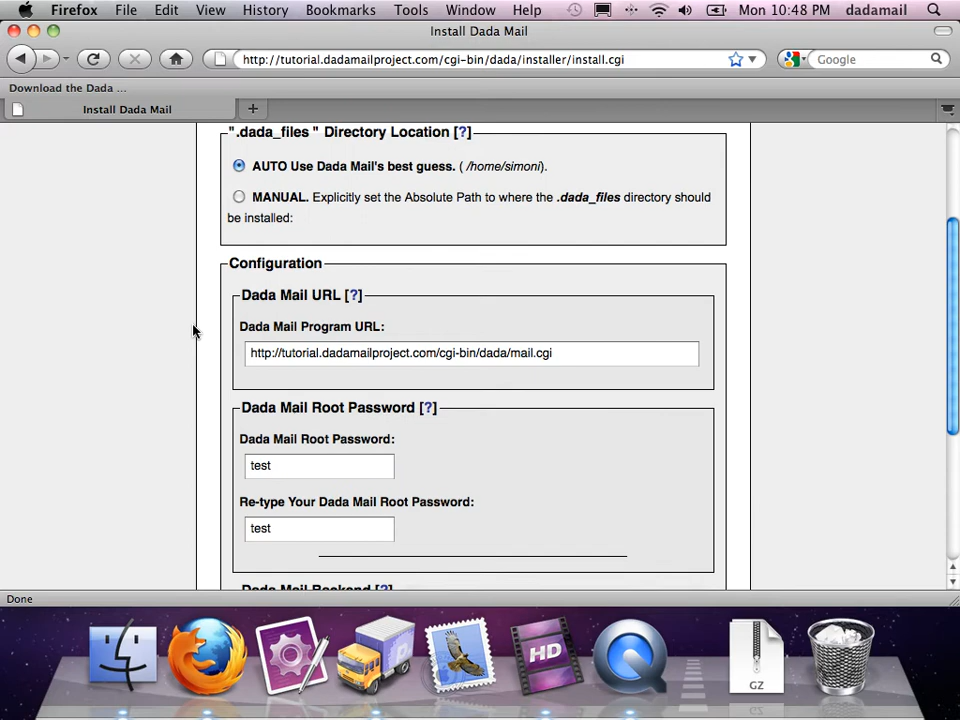 Firefox File Edit View History Bookmarks Tools Window Help Mon 10:48 PM dadamail
Install Dada Mail
http://tutorial.dadamailproject.com/cgi-bin/dada/installer/install.cgi Google
Download the Dada ...
Install Dada Mail
".dada_files " Directory Location [?]
AUTO Use Dada Mail's best guess. ( /home/simoni).
MANUAL. Explicitly set the Absolute Path to where the .dada_files directory should
be installed:
Configuration
Dada Mail URL [?]
Dada Mail Program URL:
http://tutorial.dadamailproject.com/cgi-bin/dada/mail.cgi
Dada Mail Root Password [?]
Dada Mail Root Password:
test
Re-type Your Dada Mail Root Password:
test
Dada Mail Backend [?]
Done
HD
GZ